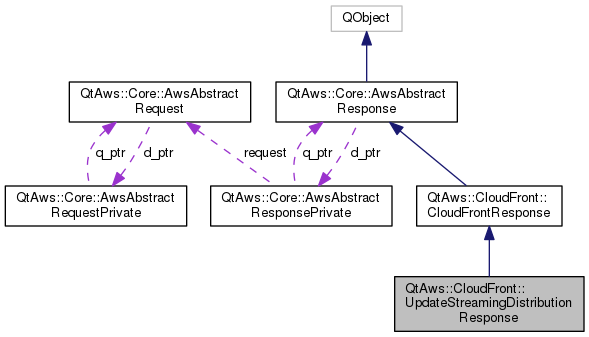 QObject
QtAws::Core::AwsAbstract
Request
QtAws::Core::AwsAbstract
Response
q_ptr
d_ptr
request
q_ptr
d_ptr
QtAws::Core::AwsAbstract
RequestPrivate
QtAws::Core::AwsAbstract
ResponsePrivate
QtAws::CloudFront::
CloudFrontResponse
QtAws::CloudFront::
UpdateStreamingDistribution
Response